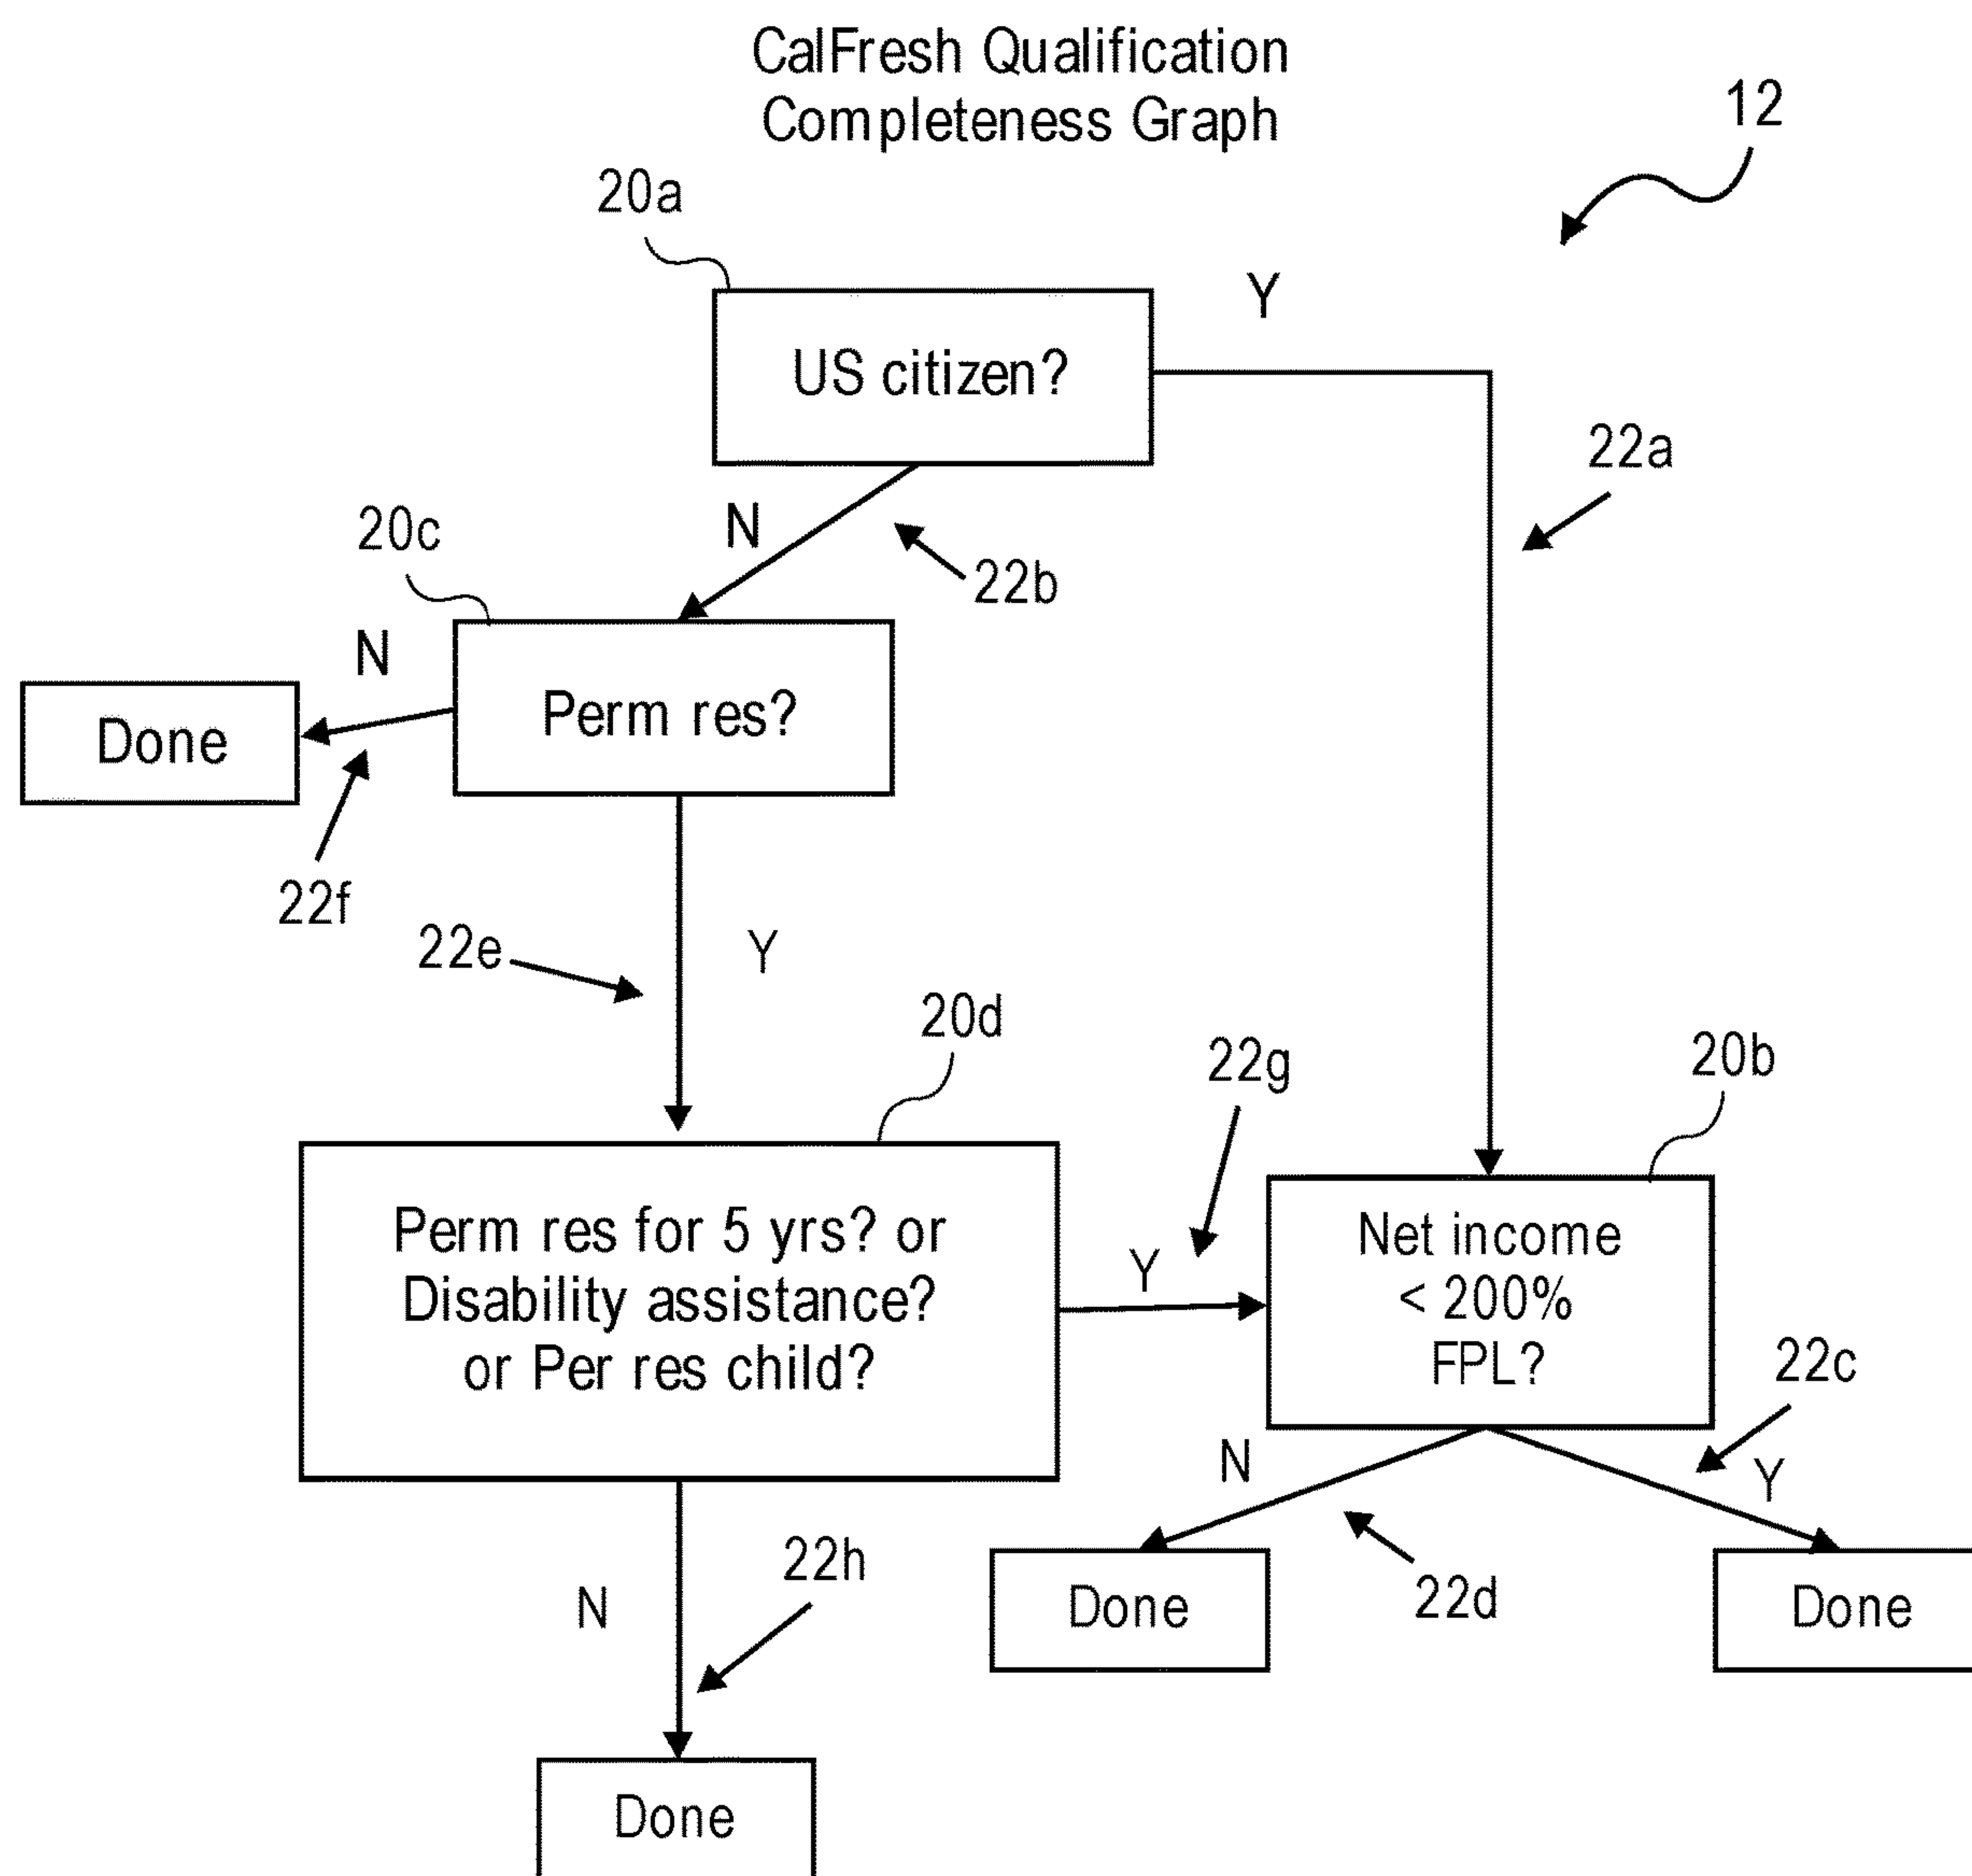 CalFresh Qualification
Completeness Graph
12
20a
Y
US citizen?
22a
20c
N
22b
N
Perm res?
Done
22f
22e
Y
20d
22g
20b
Perm res for 5 yrs? or
Disability assistance?
or Per res child?
Y
Net income
< 200%
FPL?
22c
N
Y
22h
N
Done
22d
Done
Done